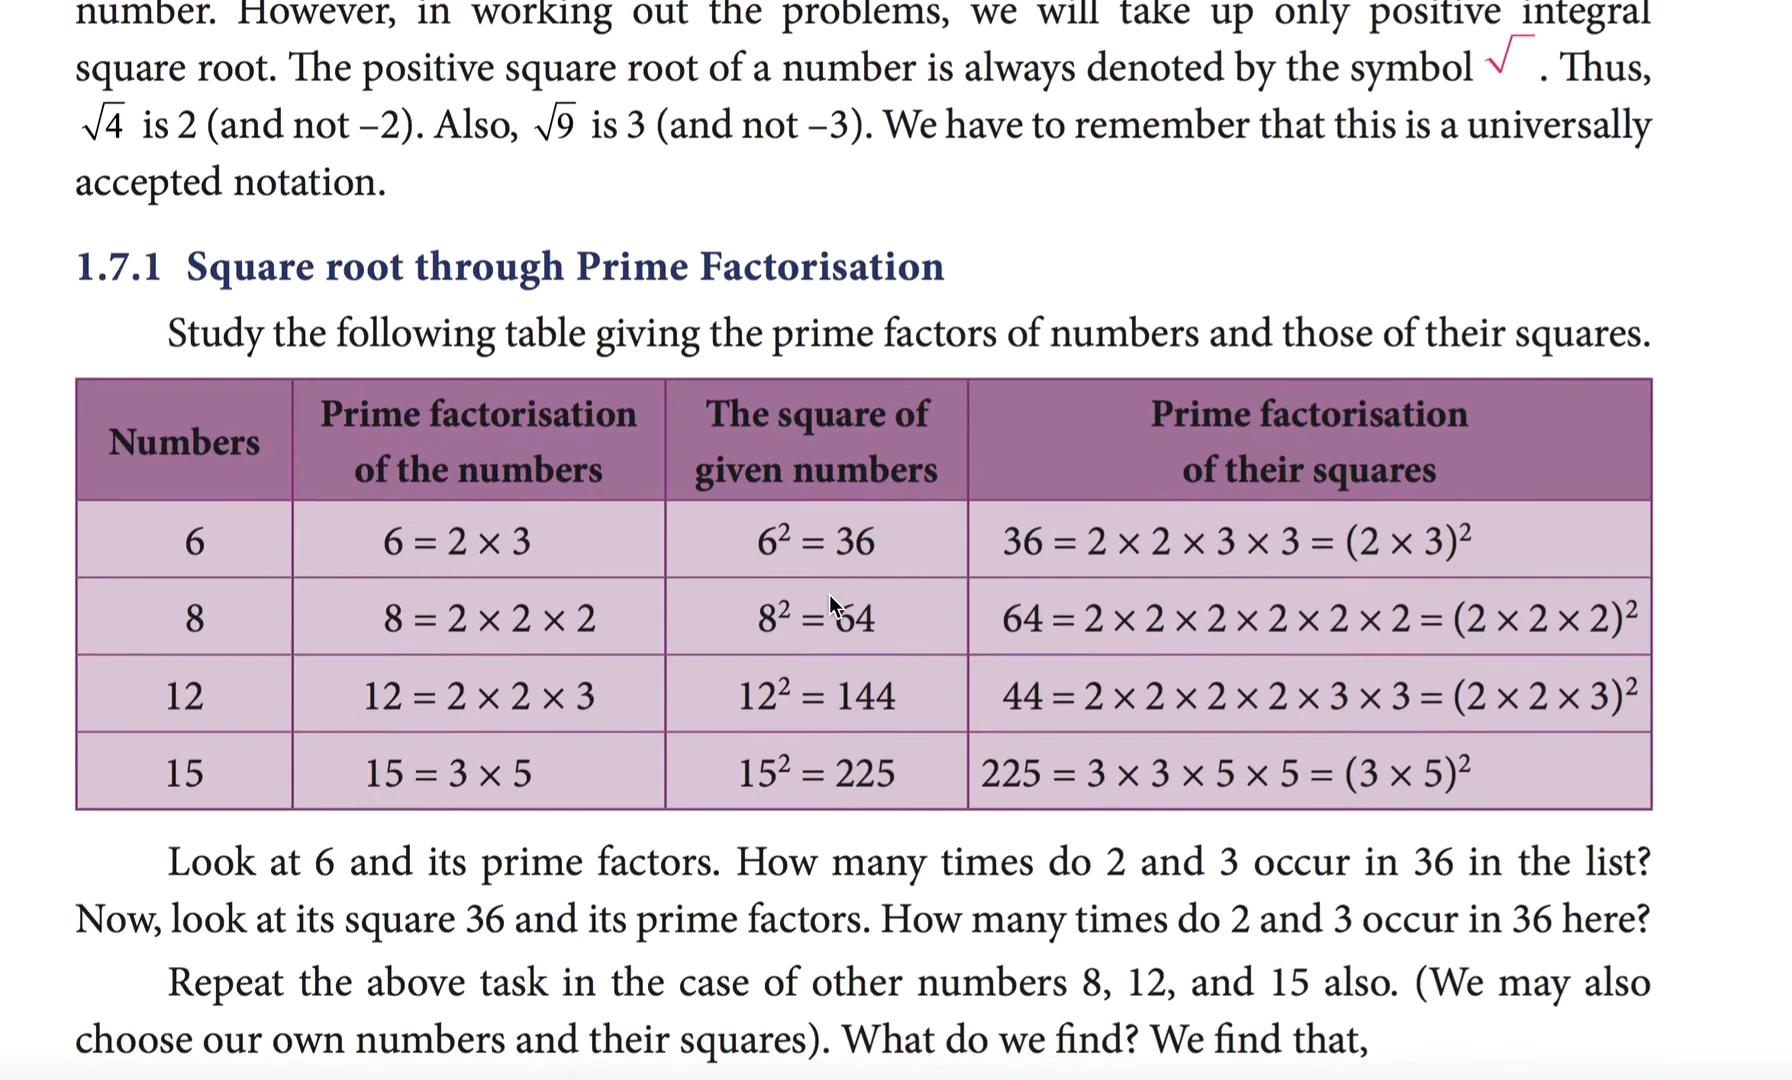 number. However, in working out the problems, we will take up only positive integral
square root. The positive square root of a number is always denoted by the symbol √ . Thus,
√4 is 2 (and not –2). Also, √9 is 3 (and not –3). We have to remember that this is a universally
accepted notation.
1.7.1 Square root through Prime Factorisation
Study the following table giving the prime factors of numbers and those of their squares.
Numbers | Prime factorisation of the numbers | The square of given numbers | Prime factorisation of their squares
6 | 6 = 2 × 3 | 6² = 36 | 36 = 2 × 2 × 3 × 3 = (2 × 3)²
8 | 8 = 2 × 2 × 2 | 8² = 64 | 64 = 2 × 2 × 2 × 2 × 2 × 2 = (2 × 2 × 2)²
12 | 12 = 2 × 2 × 3 | 12² = 144 | 44 = 2 × 2 × 2 × 2 × 3 × 3 = (2 × 2 × 3)²
15 | 15 = 3 × 5 | 15² = 225 | 225 = 3 × 3 × 5 × 5 = (3 × 5)²
Look at 6 and its prime factors. How many times do 2 and 3 occur in 36 in the list?
Now, look at its square 36 and its prime factors. How many times do 2 and 3 occur in 36 here?
Repeat the above task in the case of other numbers 8, 12, and 15 also. (We may also
choose our own numbers and their squares). What do we find? We find that,